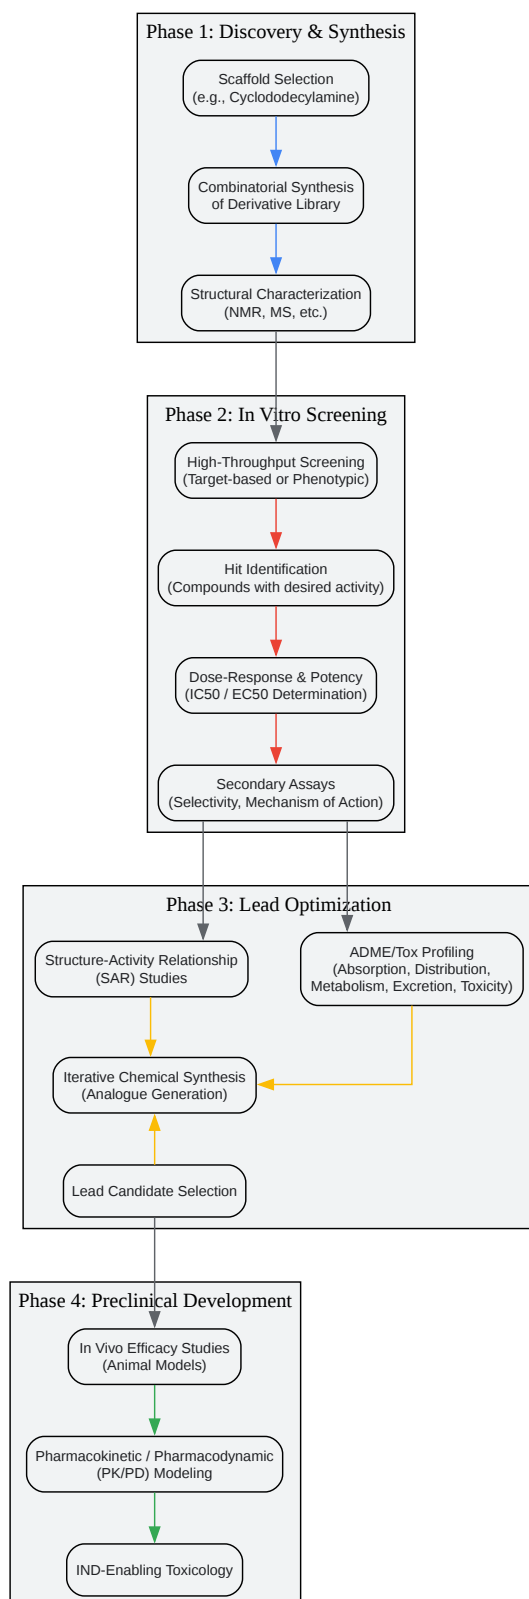 Phase 1: Discovery & Synthesis
Scaffold Selection
(e.g., Cyclododecylamine)
Combinatorial Synthesis
of Derivative Library
Structural Characterization
(NMR, MS, etc.)
Phase 2: In Vitro Screening
High-Throughput Screening
(Target-based or Phenotypic)
Hit Identification
(Compounds with desired activity)
Dose-Response & Potency
(IC50 / EC50 Determination)
Secondary Assays
(Selectivity, Mechanism of Action)
Phase 3: Lead Optimization
Structure-Activity Relationship
(SAR) Studies
ADME/Tox Profiling
(Absorption, Distribution,
Metabolism, Excretion, Toxicity)
Iterative Chemical Synthesis
(Analogue Generation)
Lead Candidate Selection
Phase 4: Preclinical Development
In Vivo Efficacy Studies
(Animal Models)
Pharmacokinetic / Pharmacodynamic
(PK/PD) Modeling
IND-Enabling Toxicology